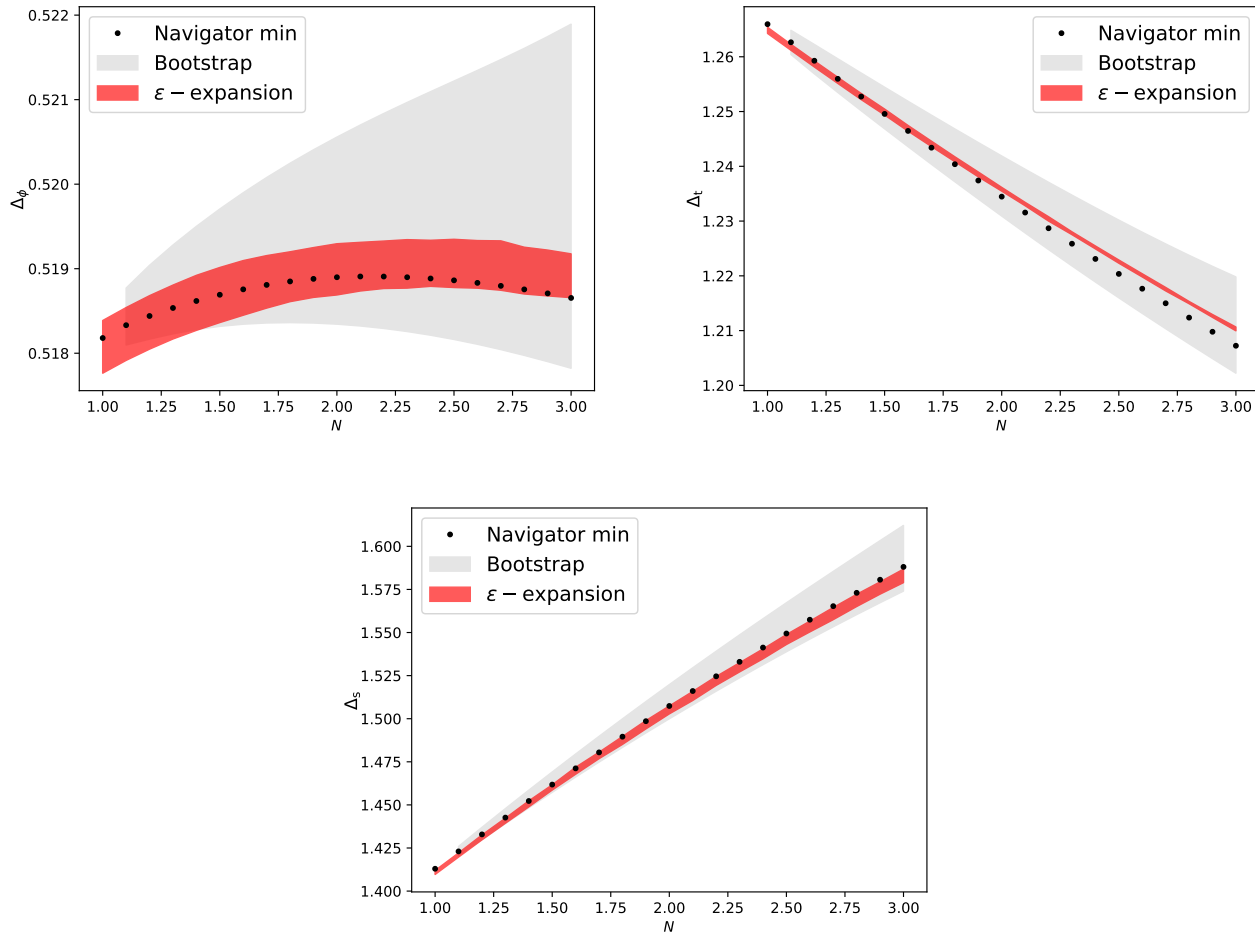 Navigator min
Bootstrap
ε − expansion
0.522
0.521
0.520
0.519
0.518
Δϕ
1.00 1.25 1.50 1.75 2.00 2.25 2.50 2.75 3.00
N
Navigator min
Bootstrap
ε − expansion
1.26
1.25
1.24
1.23
1.22
1.21
1.20
Δt
1.00 1.25 1.50 1.75 2.00 2.25 2.50 2.75 3.00
N
Navigator min
Bootstrap
ε − expansion
1.600
1.575
1.550
1.525
1.500
1.475
1.450
1.425
1.400
Δs
1.00 1.25 1.50 1.75 2.00 2.25 2.50 2.75 3.00
N